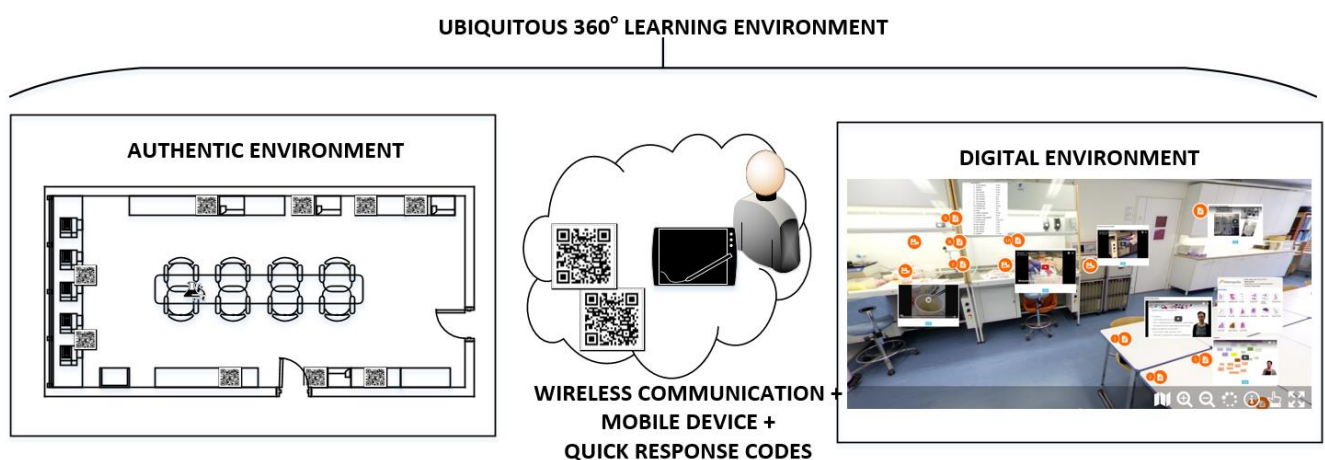 UBIQUITOUS 360° LEARNING ENVIRONMENT
AUTHENTIC ENVIRONMENT
WIRELESS COMMUNICATION +
MOBILE DEVICE +
QUICK RESPONSE CODES
DIGITAL ENVIRONMENT